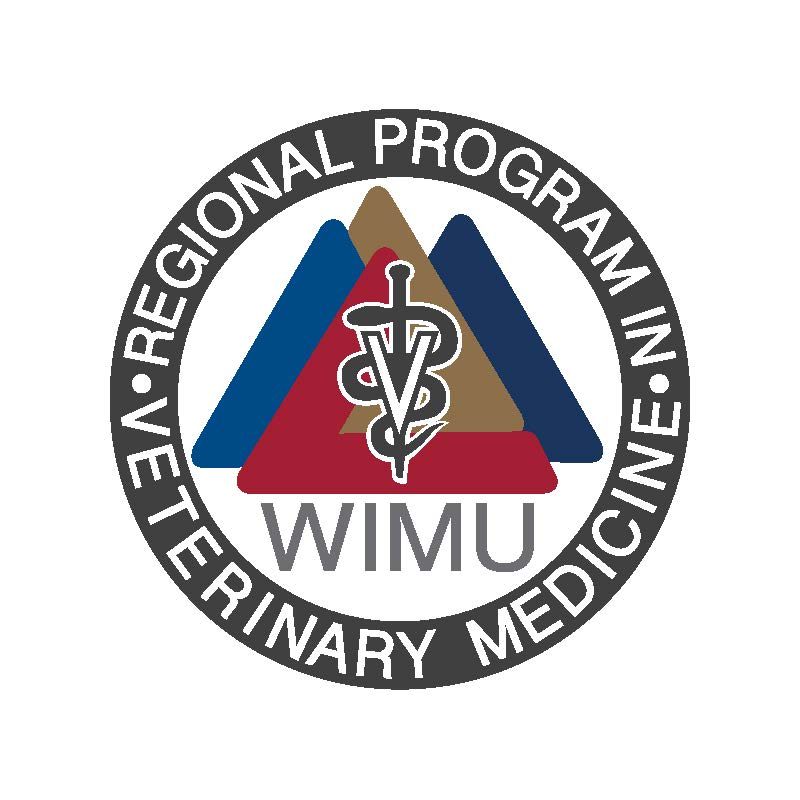 REGIONAL PROGRAM IN
V
WIMU
VETERINARY MEDICINE